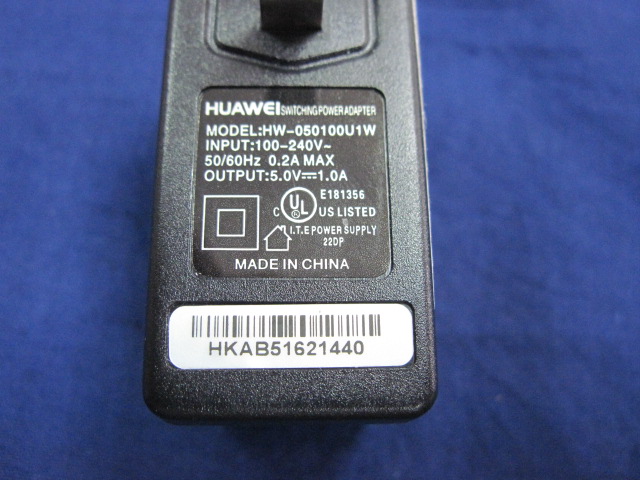 HUAWEI SWITCHING POWER ADAPTER
MODEL:HW-050100U1W
INPUT:100-240V~
50/60Hz 0.2A MAX
OUTPUT:5.0V⎓1.0A
E181356
C UL US LISTED
I.T.E POWER SUPPLY
22DP
MADE IN CHINA
HKAB51621440